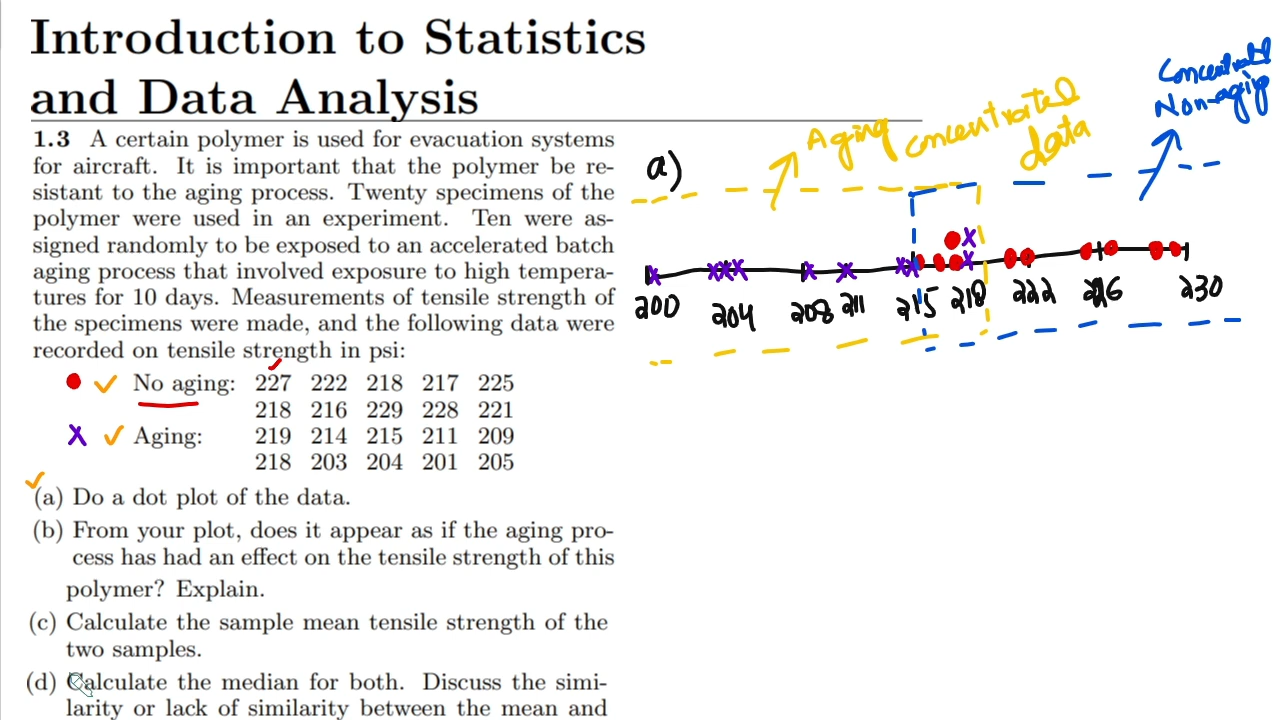 Introduction to Statistics
and Data Analysis
1.3 A certain polymer is used for evacuation systems
for aircraft. It is important that the polymer be re-
sistant to the aging process. Twenty specimens of the
polymer were used in an experiment. Ten were as-
signed randomly to be exposed to an accelerated batch
aging process that involved exposure to high tempera-
tures for 10 days. Measurements of tensile strength of
the specimens were made, and the following data were
recorded on tensile strength in psi:
No aging: 227 222 218 217 225
218 216 229 228 221
Aging: 219 214 215 211 209
218 203 204 201 205
(a) Do a dot plot of the data.
(b) From your plot, does it appear as if the aging pro-
cess has had an effect on the tensile strength of this
polymer? Explain.
(c) Calculate the sample mean tensile strength of the
two samples.
(d) Calculate the median for both. Discuss the simi-
larity or lack of similarity between the mean and
a)
Aging concentrated
data
Non-aging
200 204 208 211 215 218 222 230